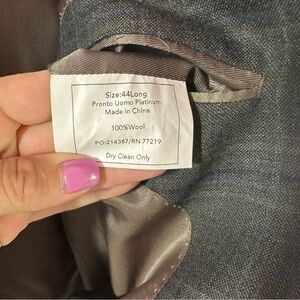 Size:44Long
Pronto Uomo Platinum
Made in China
100%Wool
PO:214387/RN 77219
Dry Clean Only